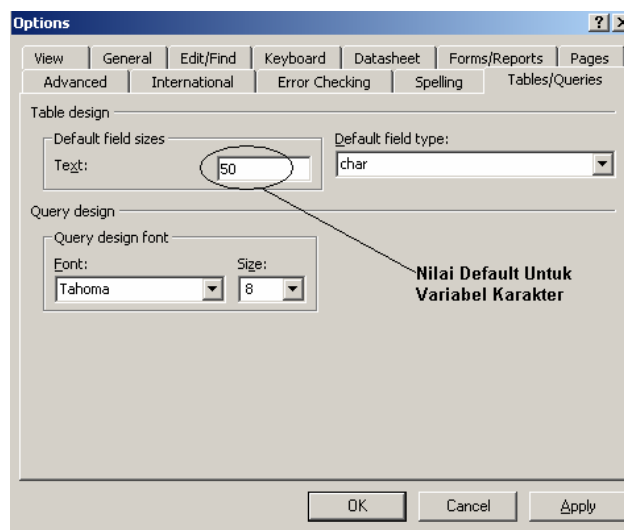 Options
View General Edit/Find Keyboard Datasheet Forms/Reports Pages
Advanced International Error Checking Spelling Tables/Queries
Table design
Default field sizes
Default field type:
Text: 50
char
Query design
Query design font
Font: Size:
Tahoma 8
Nilai Default Untuk
Variabel Karakter
OK Cancel Apply